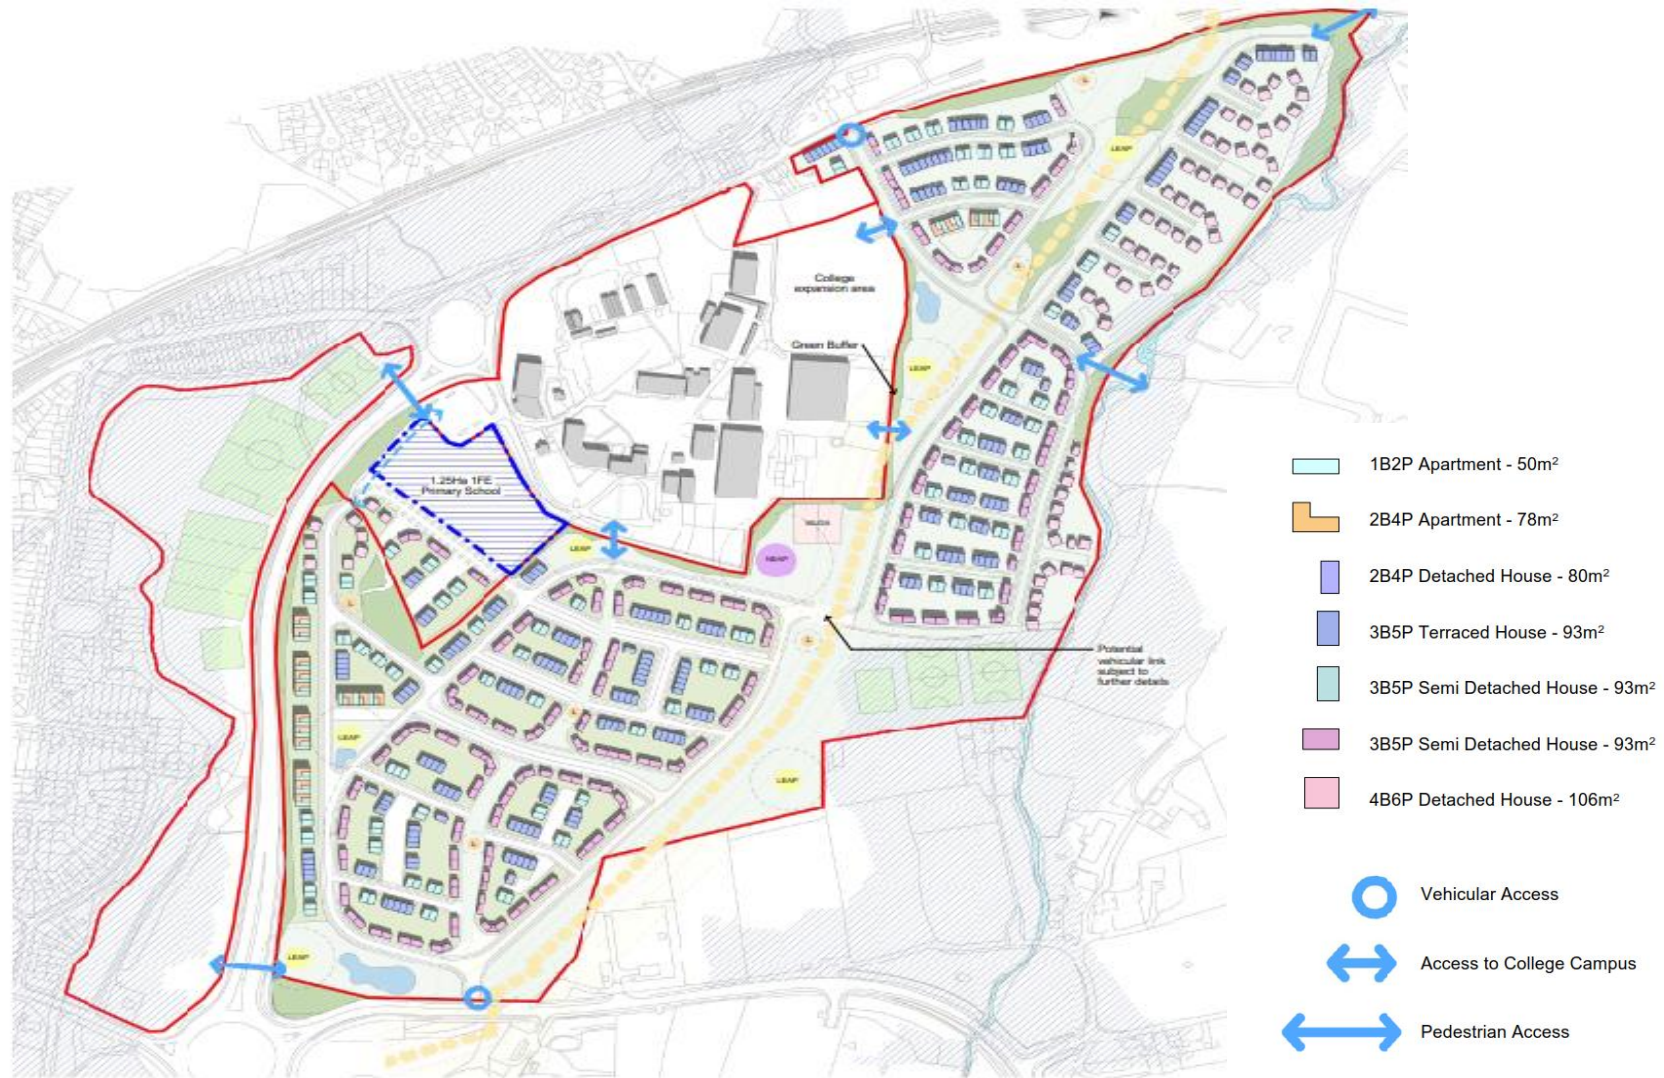 LEAP
College
expansion area
Green Buffer
LEAP
1.25Ha 1FE
Primary School
MUGA
LEAP
NEAP
Potential
vehicular link
subject to
further details
LEAP
LEAP
LEAP
L
L
L
L
L
L
1B2P Apartment - 50m²
2B4P Apartment - 78m²
2B4P Detached House - 80m²
3B5P Terraced House - 93m²
3B5P Semi Detached House - 93m²
3B5P Semi Detached House - 93m²
4B6P Detached House - 106m²
Vehicular Access
Access to College Campus
Pedestrian Access